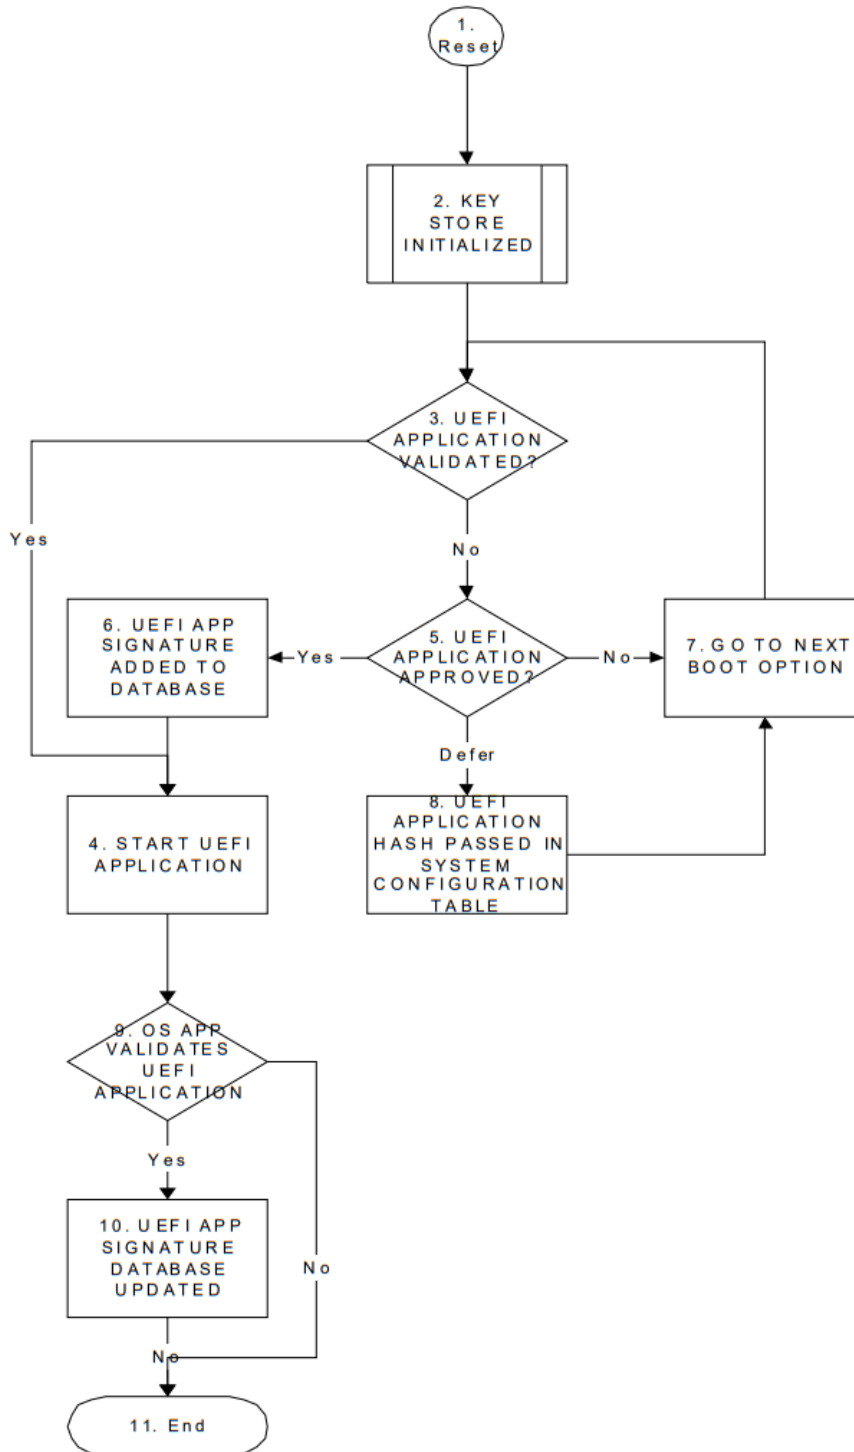 1.
Reset
2. KEY
STORE
INITIALIZED
3. UEFI
APPLICATION
VALIDATED?
Yes
No
6. UEFI APP
SIGNATURE
ADDED TO
DATABASE
Yes
5. UEFI
APPLICATION
APPROVED?
No
7. GO TO NEXT
BOOT OPTION
Defer
4. START UEFI
APPLICATION
8. UEFI
APPLICATION
HASH PASSED IN
SYSTEM
CONFIGURATION
TABLE
9. OS APP
VALIDATES
UEFI
APPLICATION
Yes
10. UEFI APP
SIGNATURE
DATABASE
UPDATED
No
No
11. End